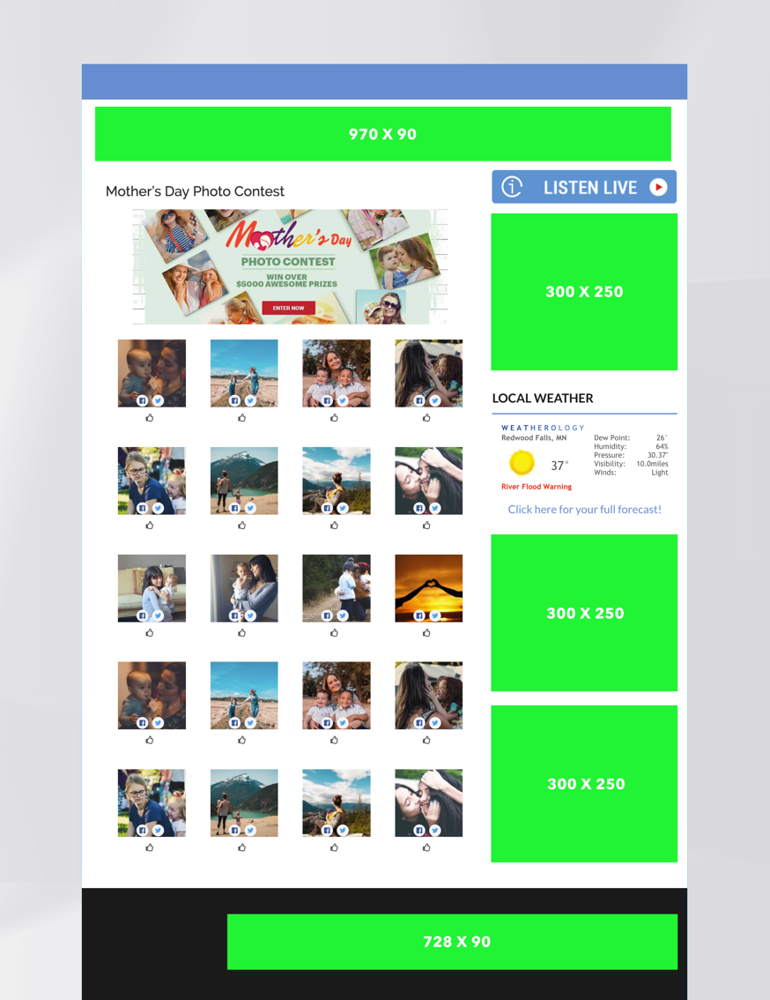 970 X 90
Mother's Day Photo Contest
Mother's Day
PHOTO CONTEST
WIN OVER
$5000 AWESOME PRIZES
ENTER NOW
LISTEN LIVE
300 X 250
LOCAL WEATHER
WEATHEROLOGY
Redwood Falls, MN
37°
Dew Point: 26°
Humidity: 64%
Pressure: 30.37"
Visibility: 10.0miles
Winds: Light
River Flood Warning
Click here for your full forecast!
300 X 250
300 X 250
728 X 90